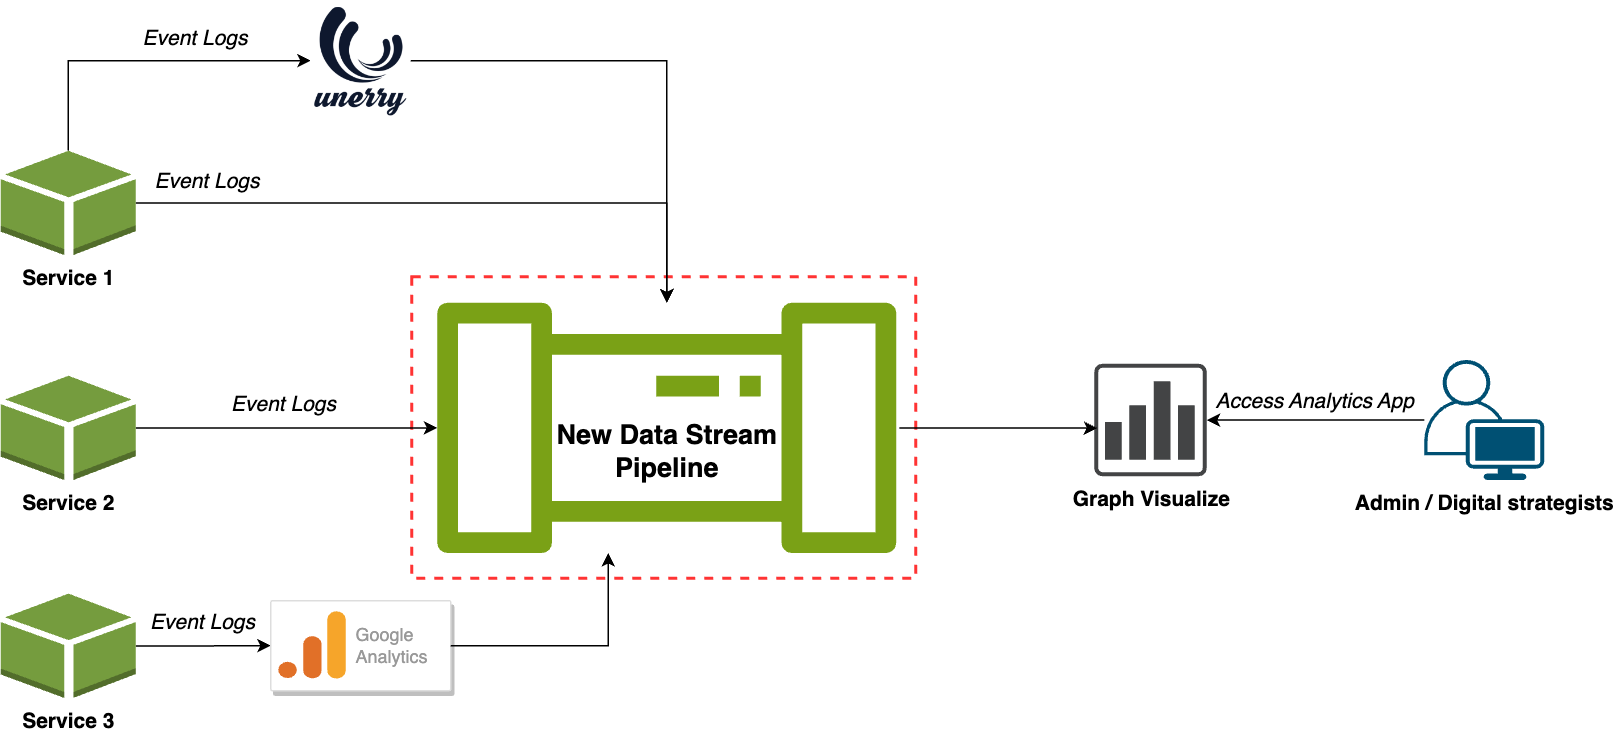 Event Logs
unerry
Event Logs
Service 1
Event Logs
New Data Stream
Pipeline
Service 2
Access Analytics App
Graph Visualize
Admin / Digital strategists
Event Logs
Google
Analytics
Service 3